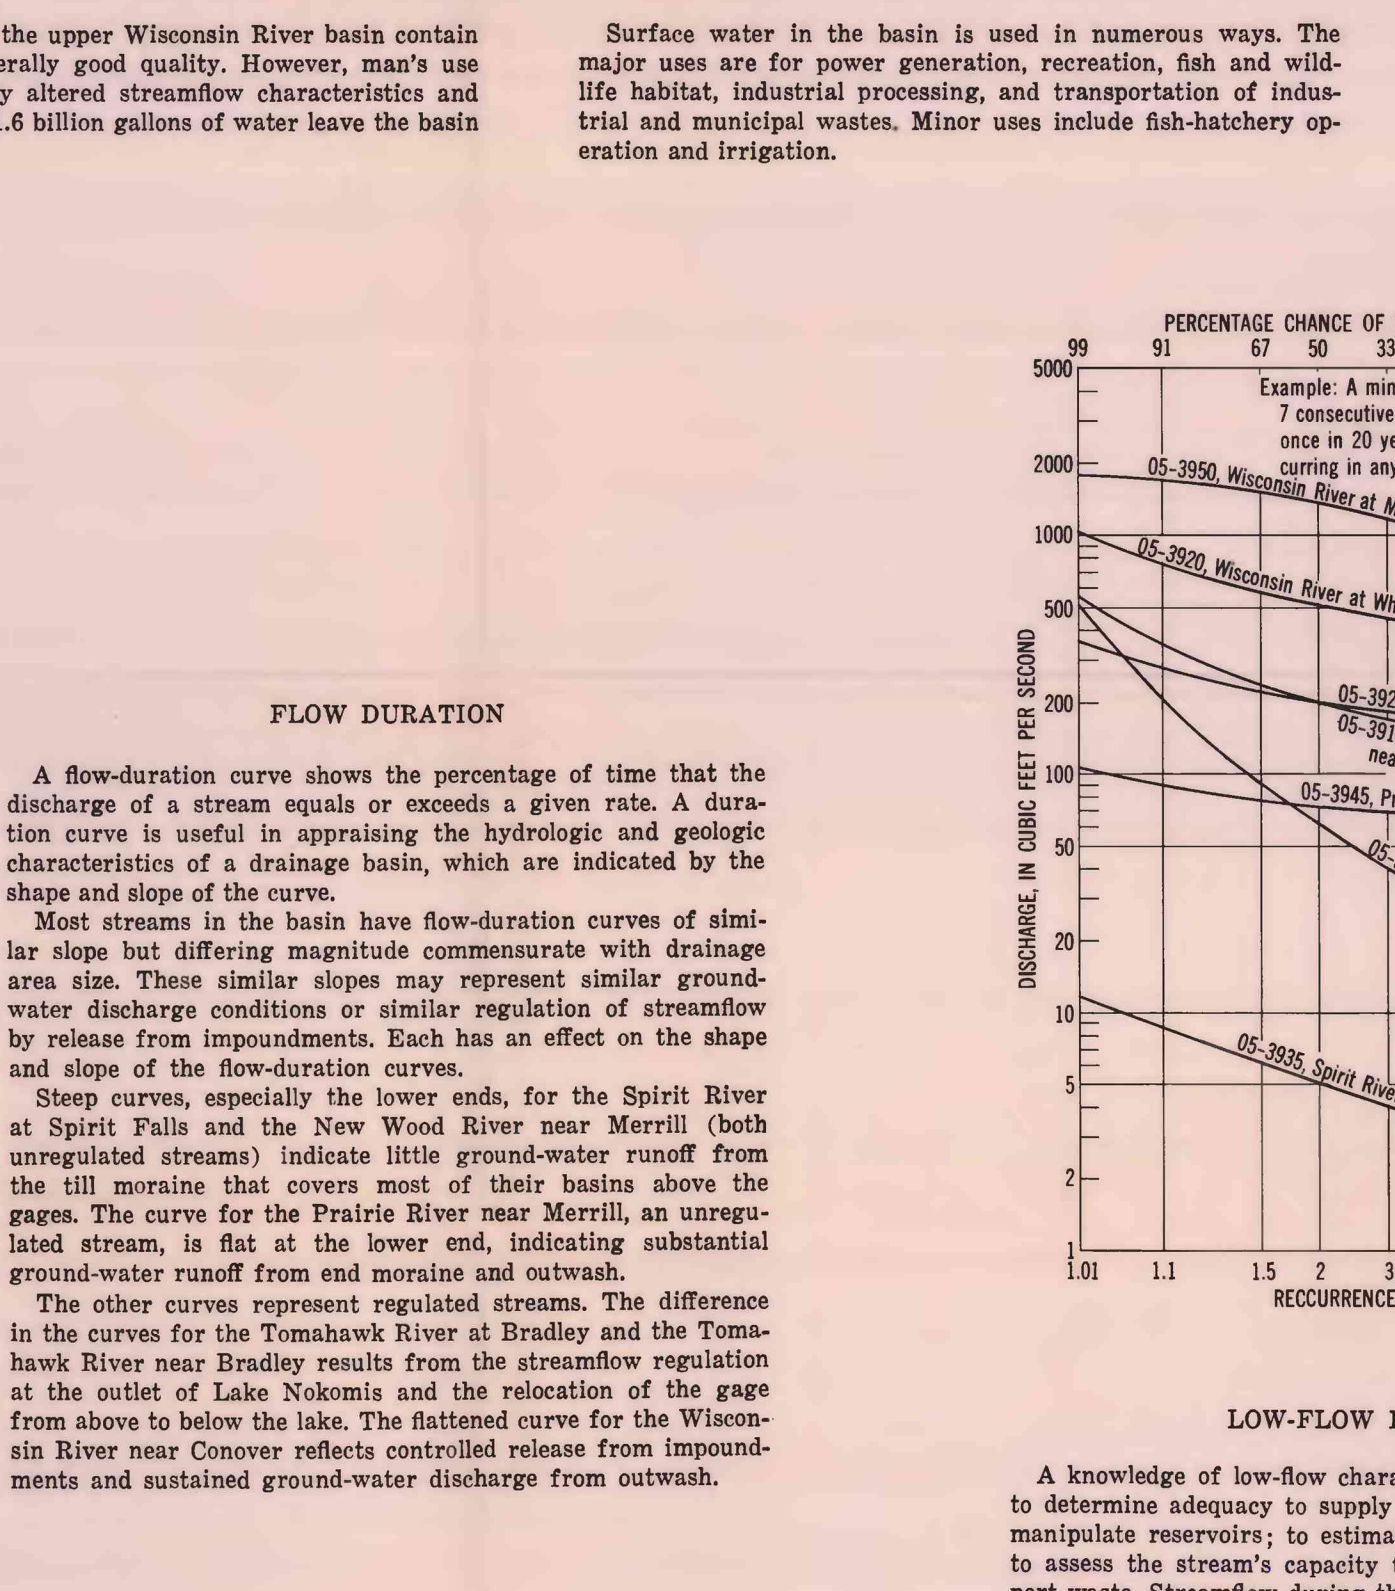 the upper Wisconsin River basin contain
erally good quality. However, man's use
y altered streamflow characteristics and
.6 billion gallons of water leave the basin
Surface water in the basin is used in numerous ways. The
major uses are for power generation, recreation, fish and wild-
life habitat, industrial processing, and transportation of indus-
trial and municipal wastes. Minor uses include fish-hatchery op-
eration and irrigation.
FLOW DURATION
A flow-duration curve shows the percentage of time that the
discharge of a stream equals or exceeds a given rate. A dura-
tion curve is useful in appraising the hydrologic and geologic
characteristics of a drainage basin, which are indicated by the
shape and slope of the curve.
Most streams in the basin have flow-duration curves of simi-
lar slope but differing magnitude commensurate with drainage
area size. These similar slopes may represent similar ground-
water discharge conditions or similar regulation of streamflow
by release from impoundments. Each has an effect on the shape
and slope of the flow-duration curves.
Steep curves, especially the lower ends, for the Spirit River
at Spirit Falls and the New Wood River near Merrill (both
unregulated streams) indicate little ground-water runoff from
the till moraine that covers most of their basins above the
gages. The curve for the Prairie River near Merrill, an unregu-
lated stream, is flat at the lower end, indicating substantial
ground-water runoff from end moraine and outwash.
The other curves represent regulated streams. The difference
in the curves for the Tomahawk River at Bradley and the Toma-
hawk River near Bradley results from the streamflow regulation
at the outlet of Lake Nokomis and the relocation of the gage
from above to below the lake. The flattened curve for the Wiscon-
sin River near Conover reflects controlled release from impound-
ments and sustained ground-water discharge from outwash.
PERCENTAGE CHANCE OF
99 91 67 50 33
Example: A min
7 consecutive
once in 20 ye
curring in any
05-3950, Wisconsin River at M
05-3920, Wisconsin River at Wh
05-392
05-391
nea
05-3945, Pr
05-
05-3935, Spirit Rive
DISCHARGE, IN CUBIC FEET PER SECOND
5000
2000
1000
500
200
100
50
20
10
5
2
1
1.01 1.1 1.5 2 3
RECCURRENCE
LOW-FLOW
A knowledge of low-flow chara
to determine adequacy to supply
manipulate reservoirs; to estima
to assess the stream's capacity